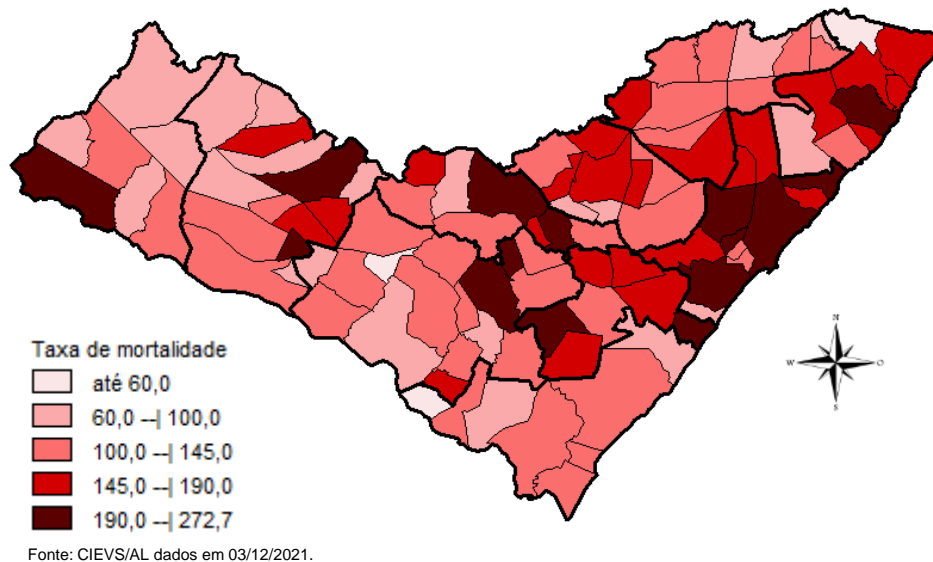 Taxa de mortalidade
até 60,0
60,0 --| 100,0
100,0 --| 145,0
145,0 --| 190,0
190,0 --| 272,7
N
W
O
S
Fonte: CIEVS/AL dados em 03/12/2021.